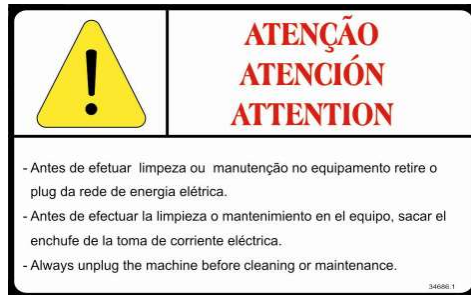 ATENÇÃO
ATENCIÓN
ATTENTION
- Antes de efetuar limpeza ou manutenção no equipamento retire o
plug da rede de energia elétrica.
- Antes de efectuar la limpieza o mantenimiento en el equipo, sacar el
enchufe de la toma de corriente eléctrica.
- Always unplug the machine before cleaning or maintenance.
34686.1